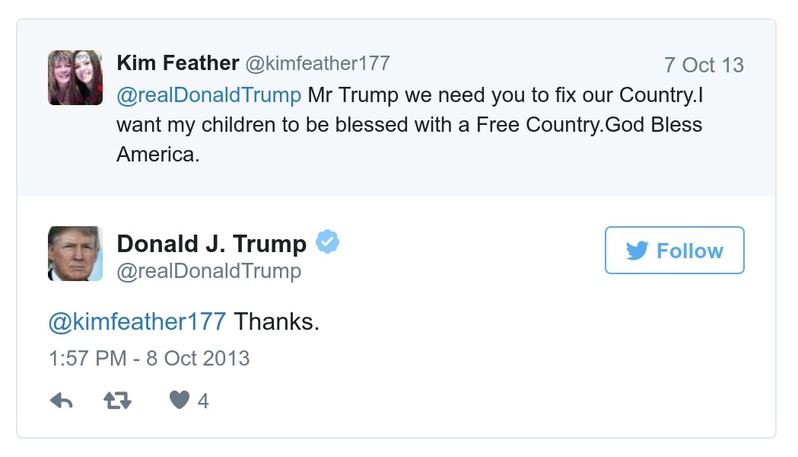 Kim Feather @kimfeather177 7 Oct 13
@realDonaldTrump Mr Trump we need you to fix our Country.I
want my children to be blessed with a Free Country.God Bless
America.
Donald J. Trump
@realDonaldTrump
Follow
@kimfeather177 Thanks.
1:57 PM - 8 Oct 2013
4